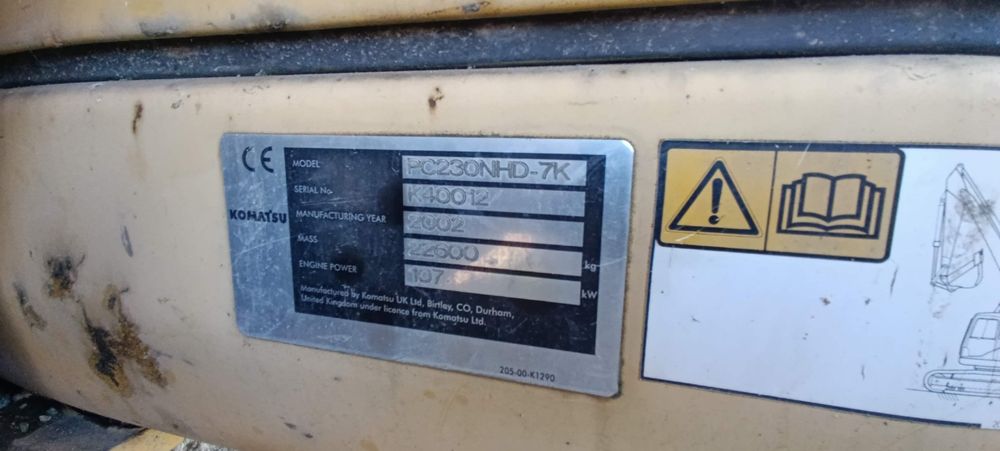 CE
KOMATSU
MODEL PC230NHD-7K
SERIAL No. K40012
MANUFACTURING YEAR 2002
MASS 22600 kg
ENGINE POWER 107 kW
Manufactured by Komatsu UK Ltd, Birtley, CO, Durham,
United Kingdom under licence from Komatsu Ltd.
205-00-K1290